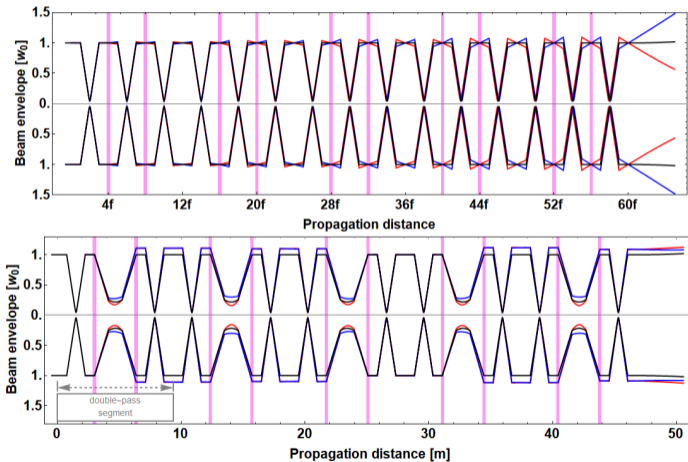 Beam envelope [w0]
1.5
1.
0.5
0.
0.5
1.
1.5
4f 12f 20f 28f 36f 44f 52f 60f
Propagation distance
Beam envelope [w0]
1.
0.5
0.
0.5
1.
1.5
double-pass
segment
0 10 20 30 40 50
Propagation distance [m]